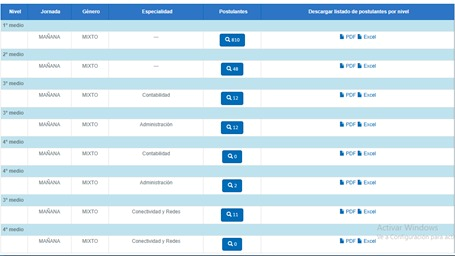 Nivel Jornada Género Especialidad Postulantes Descargar listado de postulantes por nivel
1° medio
MAÑANA MIXTO --- 810 PDF Excel
2° medio
MAÑANA MIXTO --- 48 PDF Excel
3° medio
MAÑANA MIXTO Contabilidad 12 PDF Excel
3° medio
MAÑANA MIXTO Administración 12 PDF Excel
4° medio
MAÑANA MIXTO Contabilidad 0 PDF Excel
4° medio
MAÑANA MIXTO Administración 2 PDF Excel
3° medio
MAÑANA MIXTO Conectividad y Redes 11 PDF Excel
Activar Windows
Ve a Configuración para act
4° medio
MAÑANA MIXTO Conectividad y Redes 0 PDF Excel